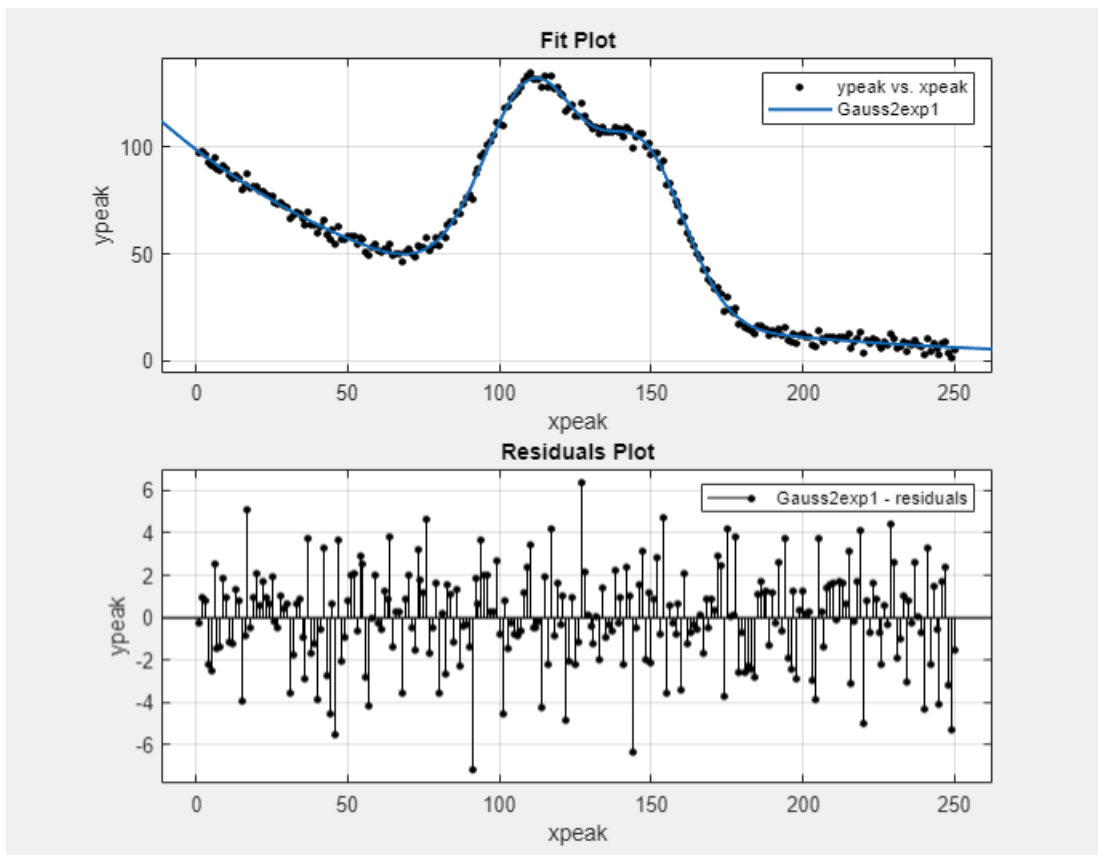 Fit Plot
ypeak vs. xpeak
Gauss2exp1
100
50
0
ypeak
0 50 100 150 200 250
xpeak
Residuals Plot
Gauss2exp1 - residuals
6
4
2
0
-2
-4
-6
ypeak
0 50 100 150 200 250
xpeak